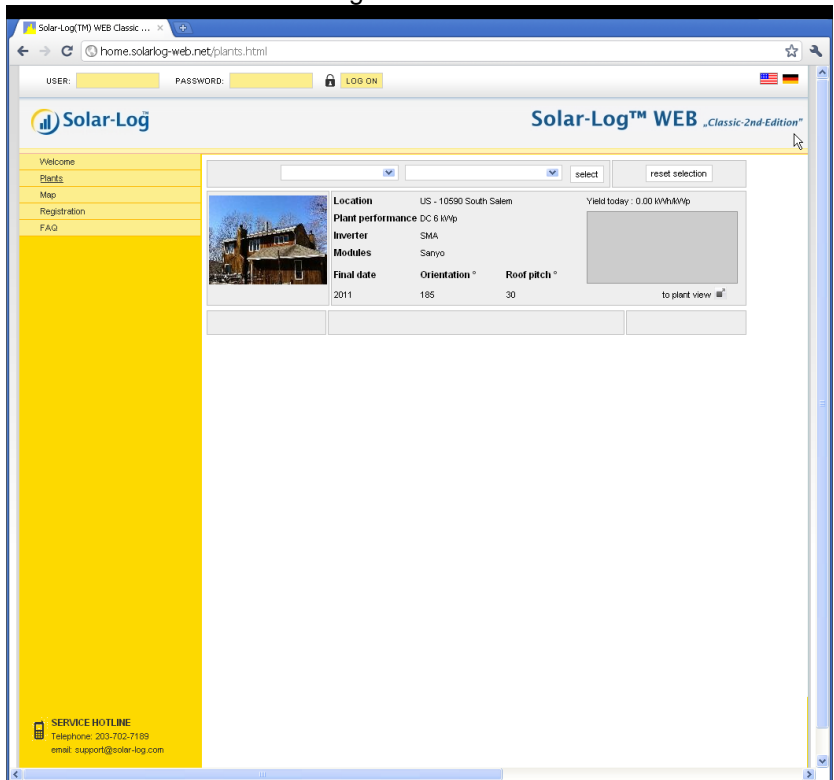 Solar-Log(TM) WEB Classic ...
home.solarlog-web.net/plants.html
USER: PASSWORD: LOG ON
Solar-Log™
Solar-Log™ WEB „Classic-2nd-Edition"
Welcome
Plants
Map
Registration
FAQ
select reset selection
Location US - 10590 South Salem Yield today : 0.00 kWh/kWp
Plant performance DC 6 kWp
Inverter SMA
Modules Sanyo
Final date Orientation ° Roof pitch °
2011 185 30 to plant view
SERVICE HOTLINE
Telephone: 203-702-7189
email: support@solar-log.com